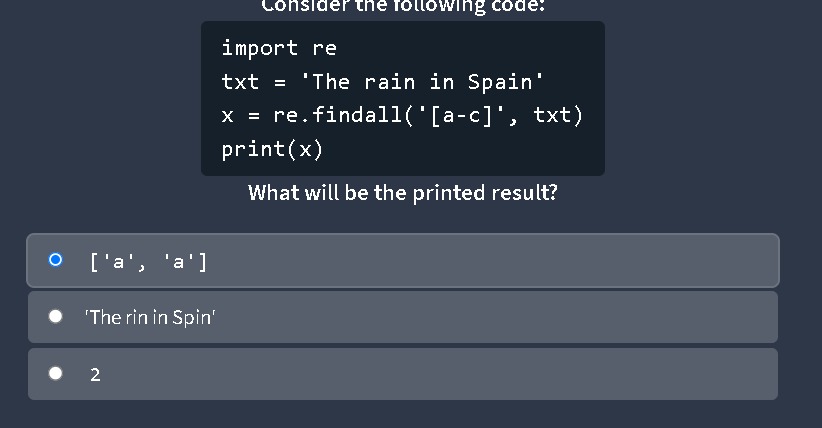 Consider the following code:
import re
txt = 'The rain in Spain'
x = re.findall('[a-c]', txt)
print(x)
What will be the printed result?
['a', 'a']
'The rin in Spin'
2